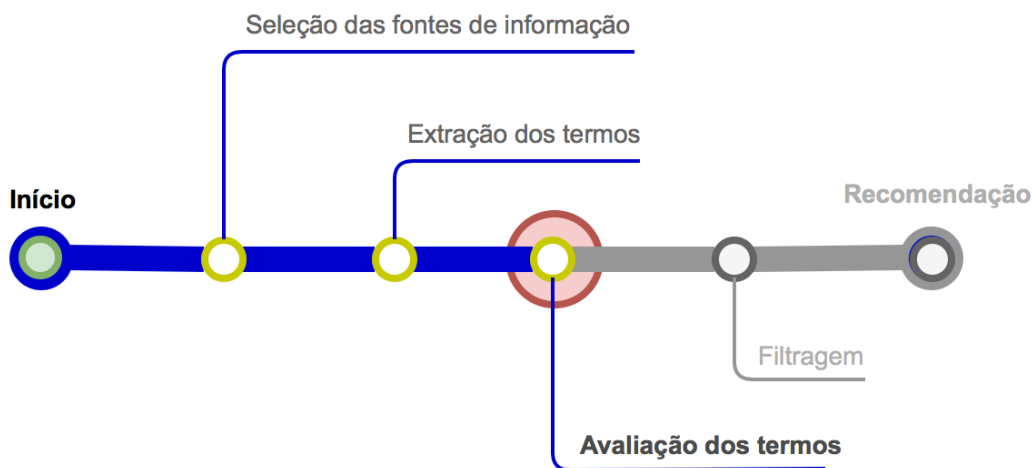 Seleção das fontes de informação
Extração dos termos
Início
Recomendação
Filtragem
Avaliação dos termos